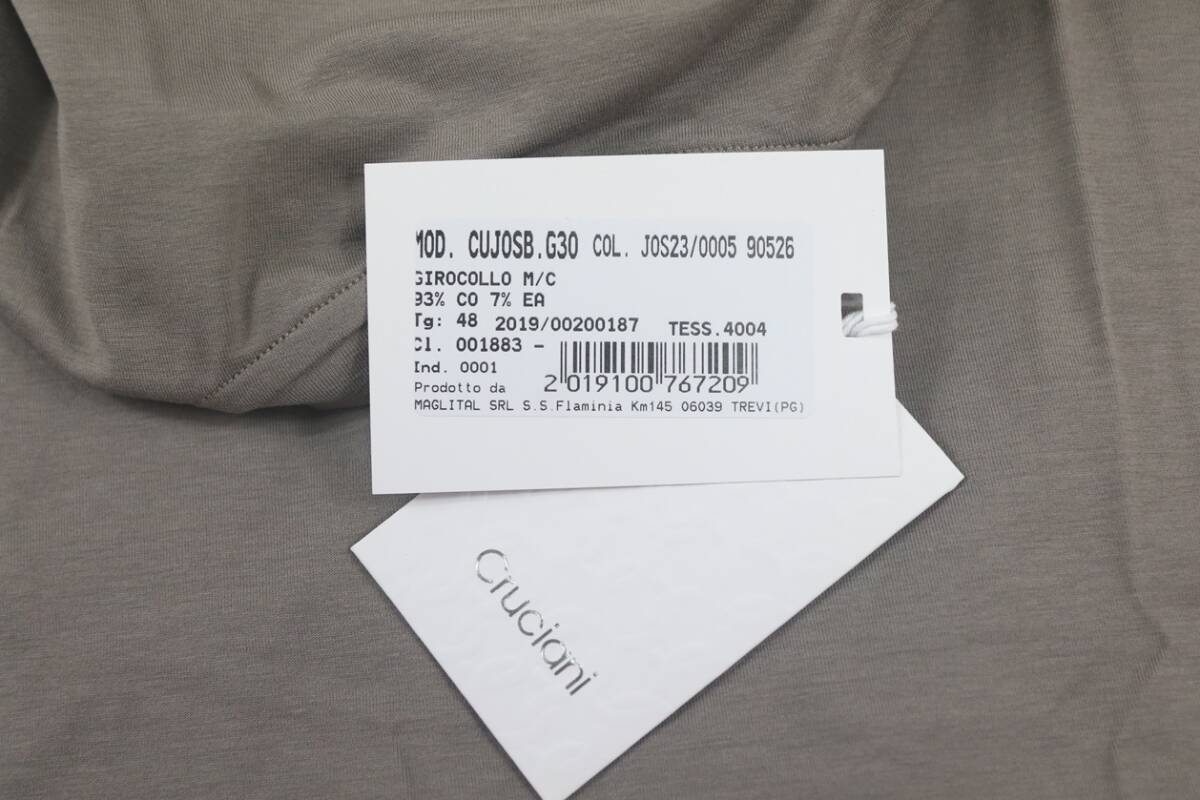 MOD. CUJOSB.G30 COL. JOS23/0005 90526
GIROCOLLO M/C
93% CO 7% EA
Tg: 48 2019/00200187 TESS.4004
Cl. 001883 -
Ind. 0001
2 019100 767209
Prodotto da
MAGLITAL SRL S.S.Flaminia Km145 06039 TREVI(PG)
Cruciani